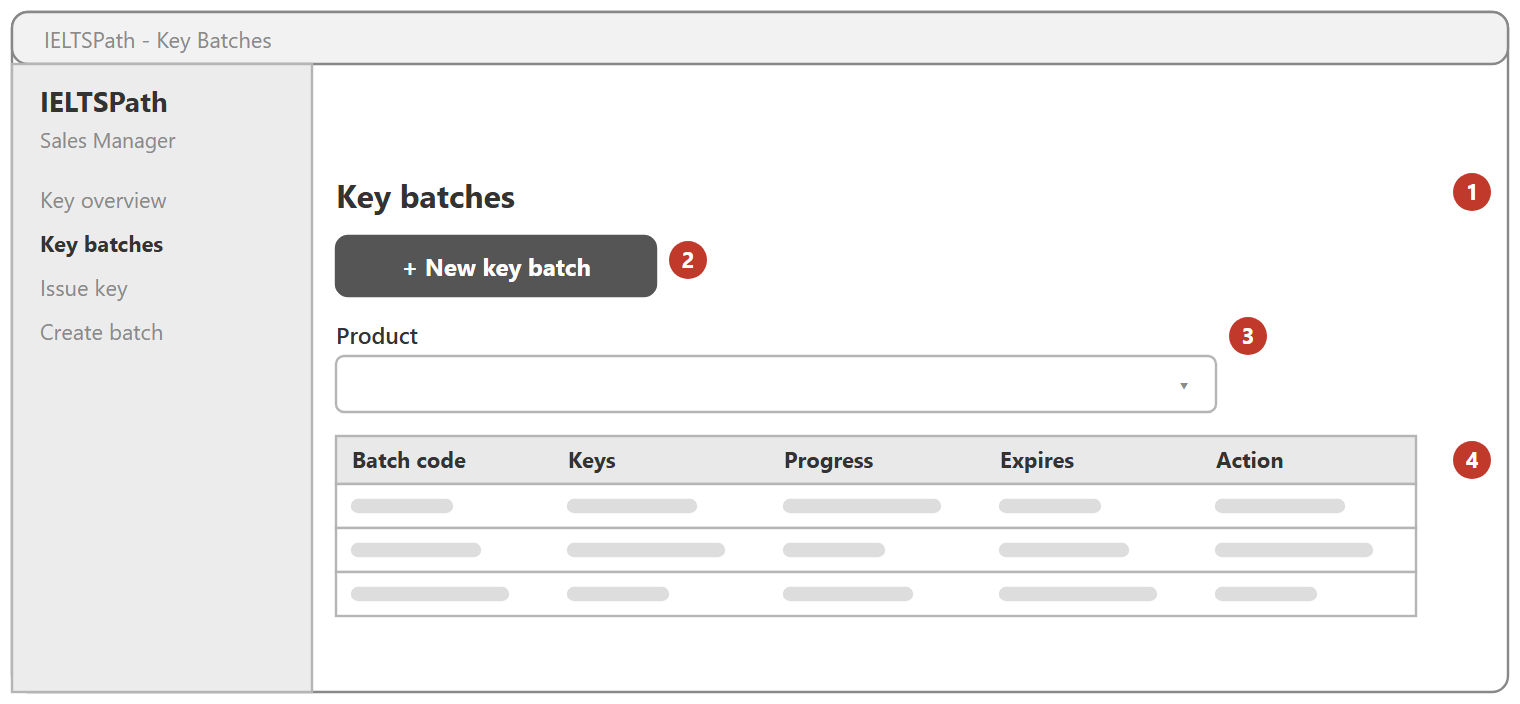 IELTSPath - Key Batches
IELTSPath
Sales Manager
Key overview
Key batches
Issue key
Create batch
Key batches
1
+ New key batch
2
Product
3
▾
Batch code Keys Progress Expires Action
4